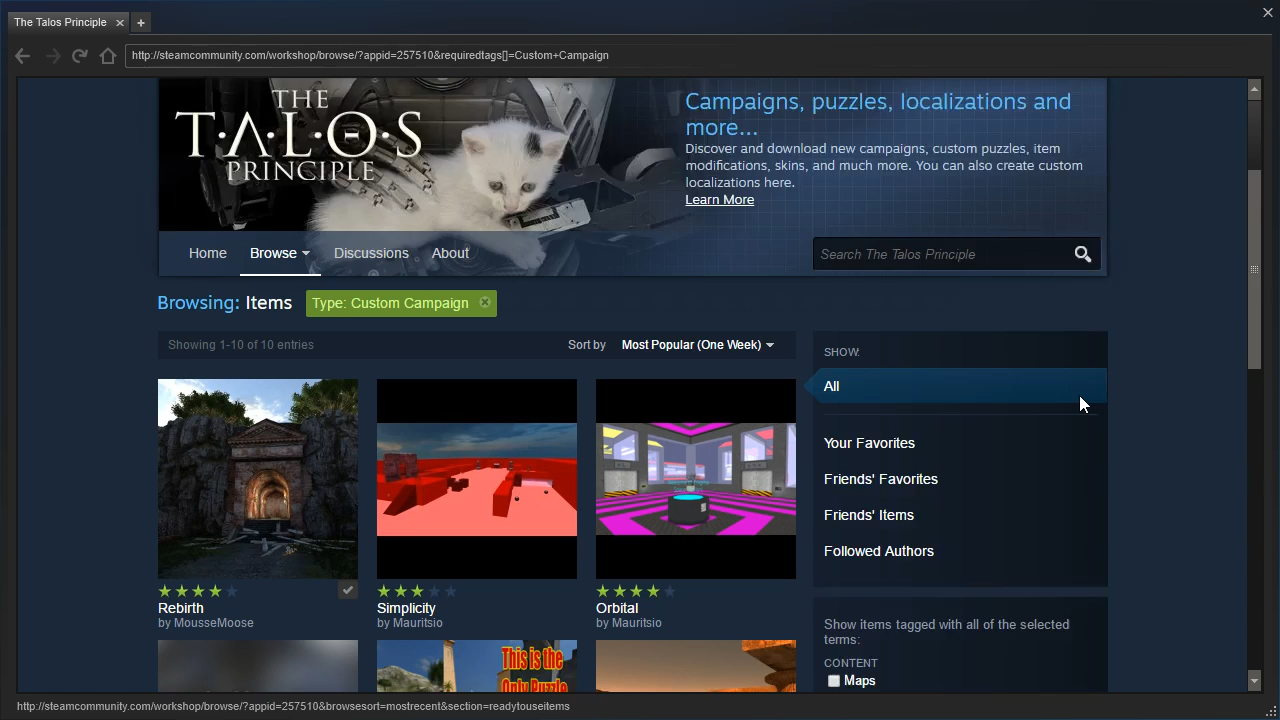 The Talos Principle
http://steamcommunity.com/workshop/browse/?appid=257510&requiredtags[]=Custom+Campaign
THE
T·A·L·O·S
PRINCIPLE
Campaigns, puzzles, localizations and
more...
Discover and download new campaigns, custom puzzles, item
modifications, skins, and much more. You can also create custom
localizations here.
Learn More
Home Browse Discussions About
Search The Talos Principle
Browsing: Items Type: Custom Campaign
Showing 1-10 of 10 entries
Sort by Most Popular (One Week)
SHOW:
All
Your Favorites
Friends' Favorites
Friends' Items
Followed Authors
Rebirth
by MousseMoose
Simplicity
by Mauritsio
Orbital
by Mauritsio
This is the
Only Puzzle
Show items tagged with all of the selected
terms:
CONTENT
Maps
http://steamcommunity.com/workshop/browse/?appid=257510&browsesort=mostrecent&section=readytouseitems